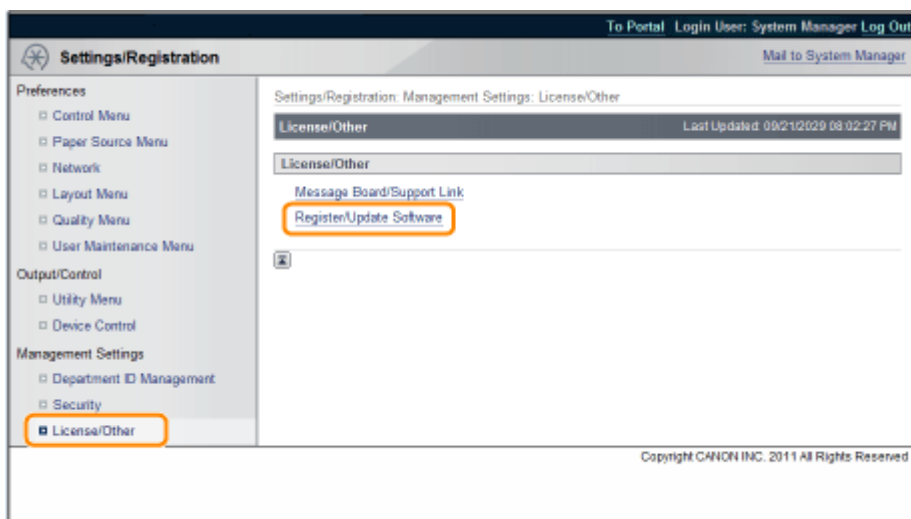 To Portal Login User: System Manager Log Out
Settings/Registration
Mail to System Manager
Preferences
Control Menu
Paper Source Menu
Network
Layout Menu
Quality Menu
User Maintenance Menu
Output/Control
Utility Menu
Device Control
Management Settings
Department ID Management
Security
License/Other
Settings/Registration: Management Settings: License/Other
License/Other Last Updated: 09/21/2029 08:02:27 PM
License/Other
Message Board/Support Link
Register/Update Software
Copyright CANON INC. 2011 All Rights Reserved